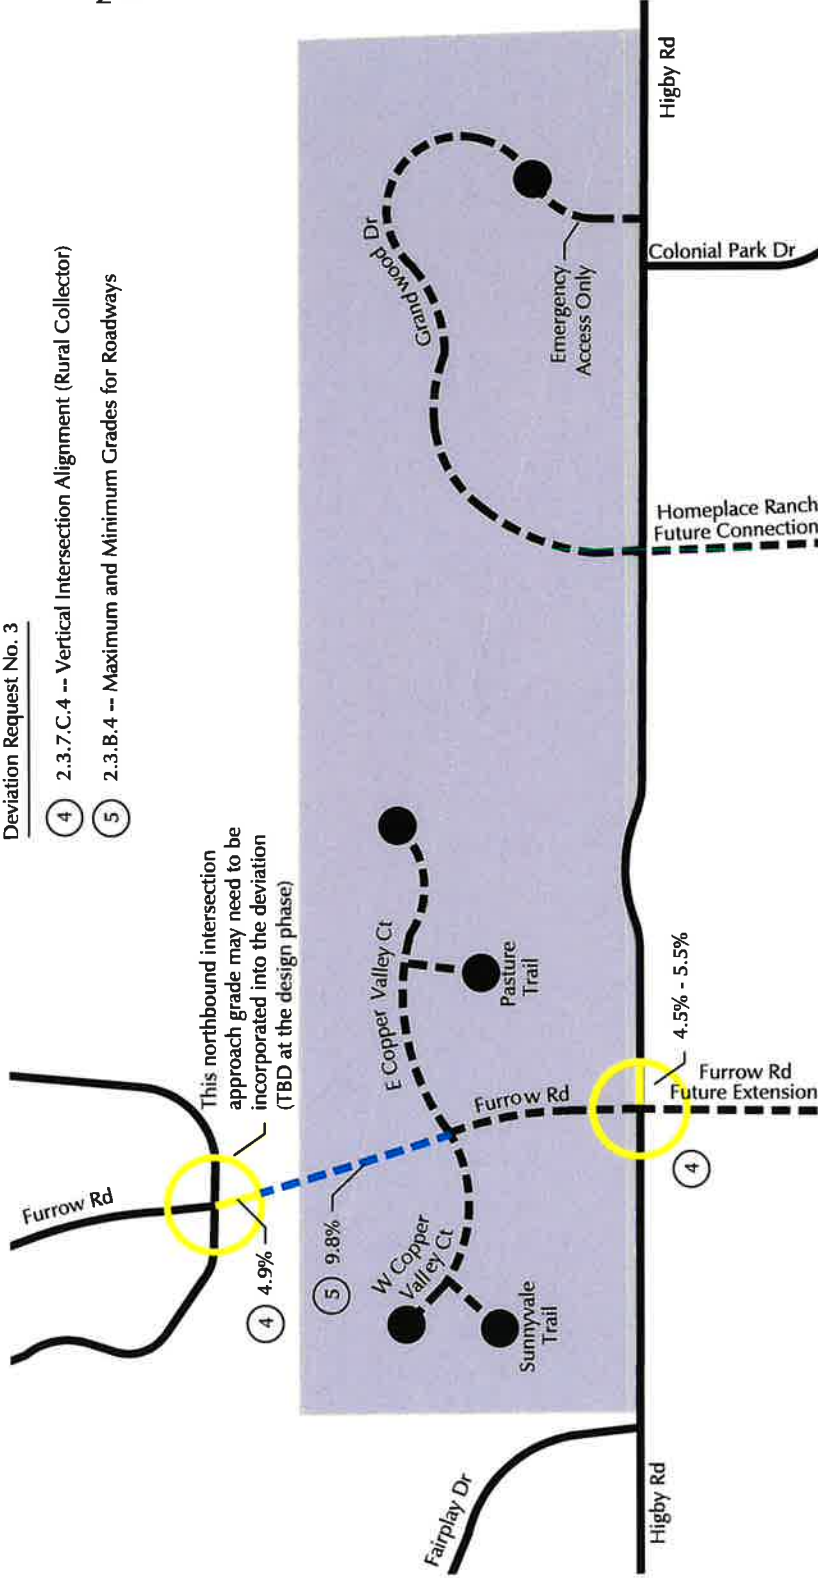 Deviation Request No. 3
4 2.3.7.C.4 -- Vertical Intersection Alignment (Rural Collector)
5 2.3.B.4 -- Maximum and Minimum Grades for Roadways
This northbound intersection
approach grade may need to be
incorporated into the deviation
(TBD at the design phase)
Furrow Rd
4 4.9%
5 9.8%
W Copper
Valley Ct
Sunnyvale
Trail
E Copper Valley Ct
Pasture
Trail
Furrow Rd
Grandwood Dr
Emergency
Access Only
Fairplay Dr
Higby Rd
4
4.5% - 5.5%
Furrow Rd
Future Extension
Homeplace Ranch
Future Connection
Colonial Park Dr
Higby Rd